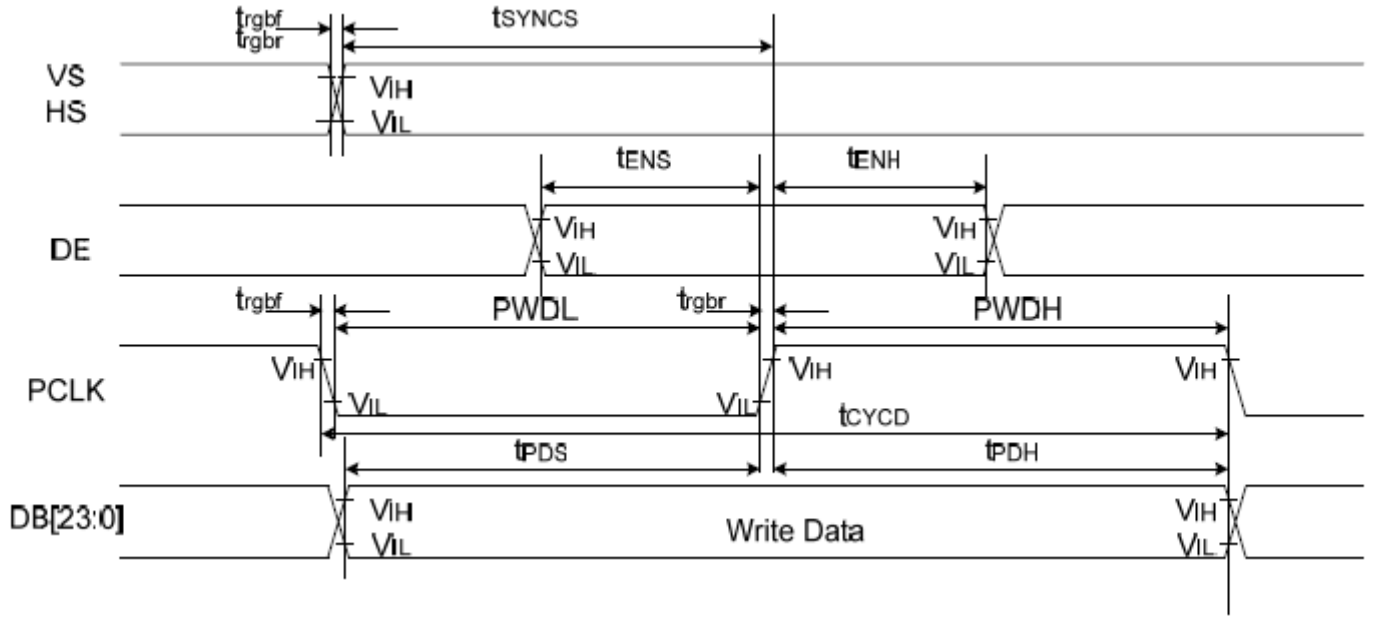 trgbf
trgbr
tSYNCS
VS
HS
VIH
VIL
tENS
tENH
DE
VIH
VIL
VIH
VIL
trgbf
PWDL
trgbr
PWDH
PCLK
VIH
VIL
VIL
VIH
VIH
tCYCD
tPDS
tPDH
DB[23:0]
VIH
VIL
Write Data
VIH
VIL